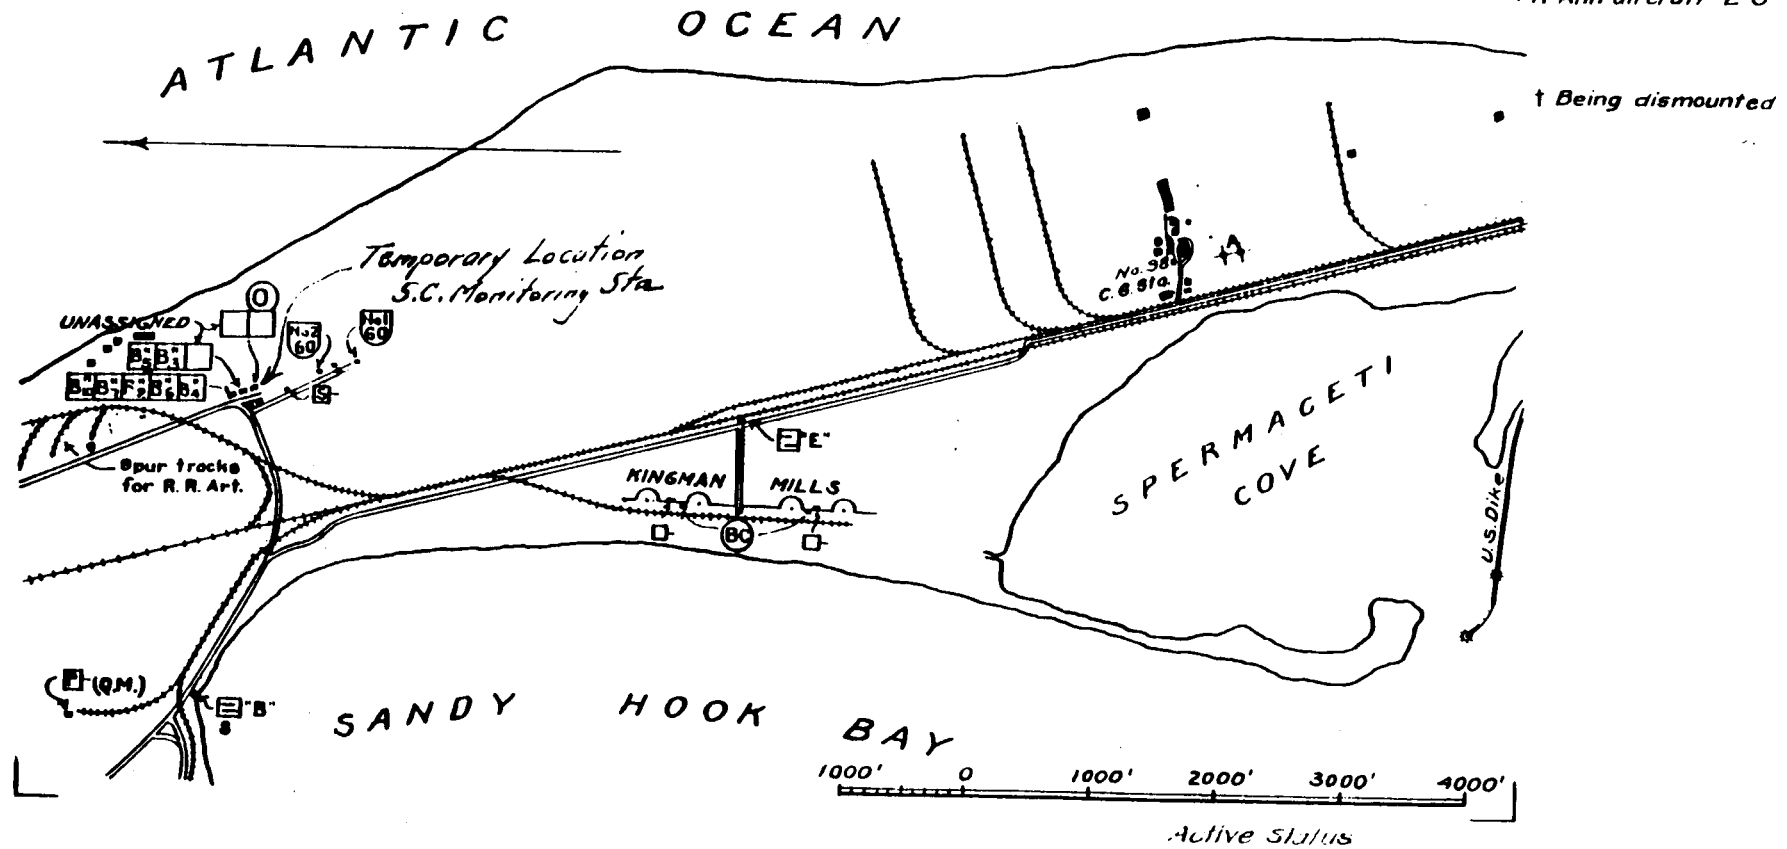 ATLANTIC OCEAN
† Being dismounted
Temporary Location
S.C. Monitoring Sta
O
UNASSIGNED
No.2
60
No.1
60
S
A
No. 98
C.G. Sta.
Spur tracks
for R.R. Art.
"E"
KINGMAN
MILLS
BC
SPERMACETI
COVE
U.S. Dike
F (Q.M.)
"B"
8
SANDY HOOK BAY
1000' 0 1000' 2000' 3000' 4000'
Active Status